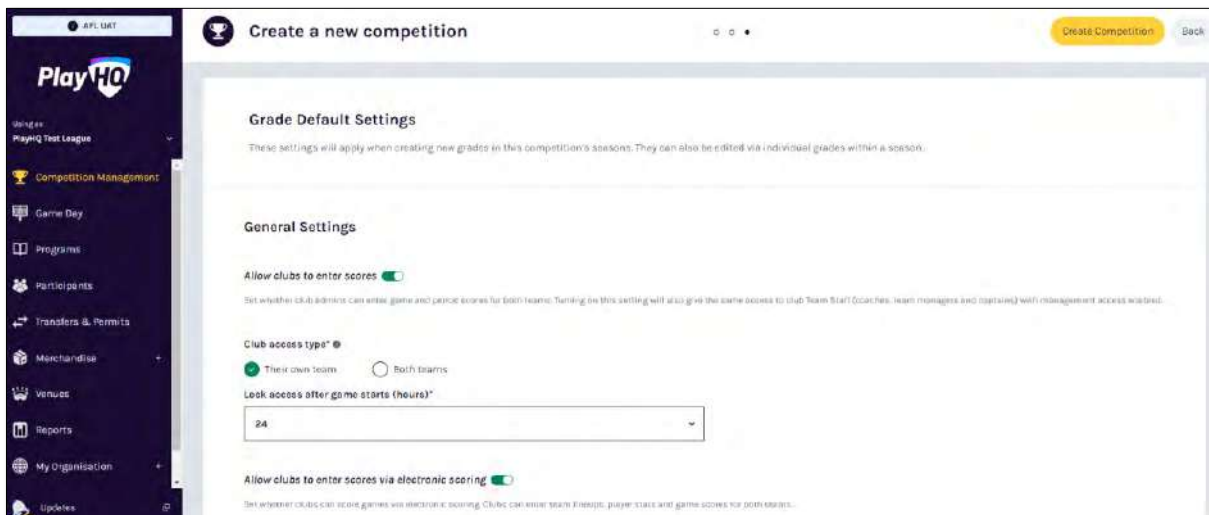 AFL UAT
PlayHQ
Using as
PlayHQ Test League
Competition Management
Game Day
Programs
Participants
Transfers & Permits
Merchandise +
Venues
Reports
My Organisation +
Updates
Create a new competition
Create Competition
Back
Grade Default Settings
These settings will apply when creating new grades in this competition's seasons. They can also be edited via individual grades within a season.
General Settings
Allow clubs to enter scores
Set whether club admins can enter game and period scores for both teams. Turning on this setting will also give the same access to club Team Staff (coaches, team managers and captains) with management access enabled.
Club access type*
Their own team
Both teams
Lock access after game starts (hours)*
24
Allow clubs to enter scores via electronic scoring
Set whether clubs can score games via electronic scoring. Clubs can enter team lineups, player stats and game scores for both teams.